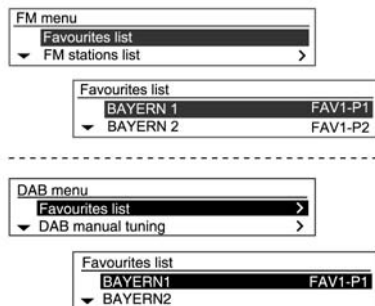 FM menu
Favourites list
FM stations list >
Favourites list
BAYERN 1 FAV1-P1
BAYERN 2 FAV1-P2
DAB menu
Favourites list >
DAB manual tuning >
Favourites list
BAYERN1 FAV1-P1
BAYERN2